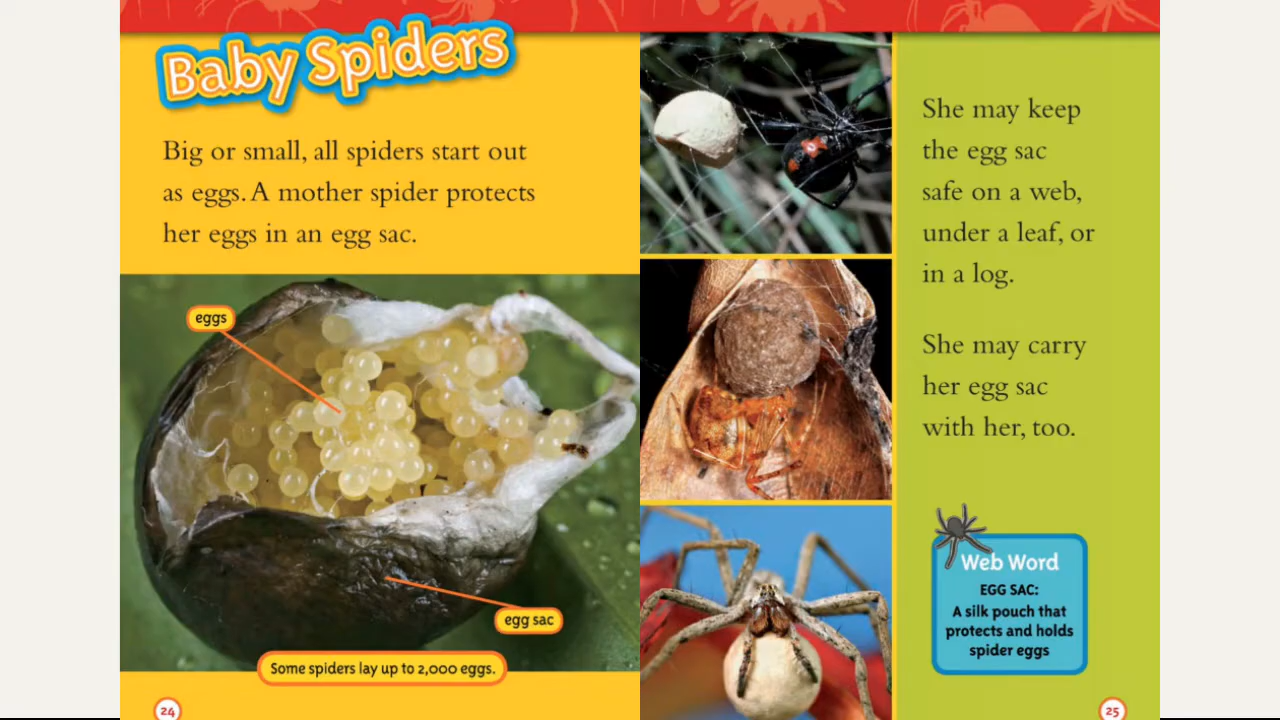 Baby Spiders
Big or small, all spiders start out
as eggs. A mother spider protects
her eggs in an egg sac.
eggs
egg sac
Some spiders lay up to 2,000 eggs.
24
She may keep
the egg sac
safe on a web,
under a leaf, or
in a log.
She may carry
her egg sac
with her, too.
Web Word
EGG SAC:
A silk pouch that
protects and holds
spider eggs
25